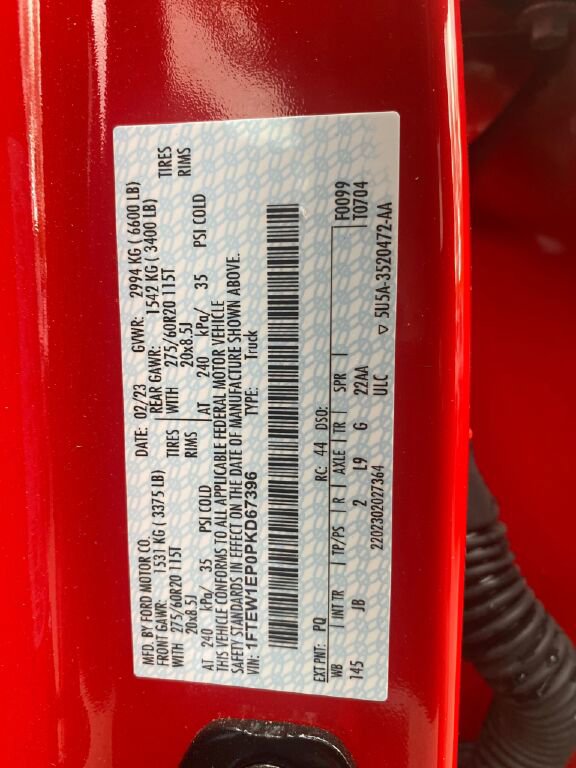 MFD. BY FORD MOTOR CO. DATE: 02/23 GVWR: 2994 KG ( 6600 LB)
FRONT GAWR: 1531 KG ( 3375 LB) REAR GAWR: 1542 KG ( 3400 LB)
WITH 275/60R20 115T TIRES WITH 275/60R20 115T TIRES
20x8.5J RIMS 20x8.5J RIMS
AT 240 kPa/ 35 PSI COLD AT 240 kPa/ 35 PSI COLD
THIS VEHICLE CONFORMS TO ALL APPLICABLE FEDERAL MOTOR VEHICLE
SAFETY STANDARDS IN EFFECT ON THE DATE OF MANUFACTURE SHOWN ABOVE.
VIN: 1FTEW1EP0PKD67396 TYPE: Truck
EXT PNT: PQ RC: 44 DSO: F0099
WB INT TR TP/PS R AXLE TR SPR T0704
145 JB 2 L9 G 22AA
2202302027364 ULC ▽ 5U5A-3520472-AA